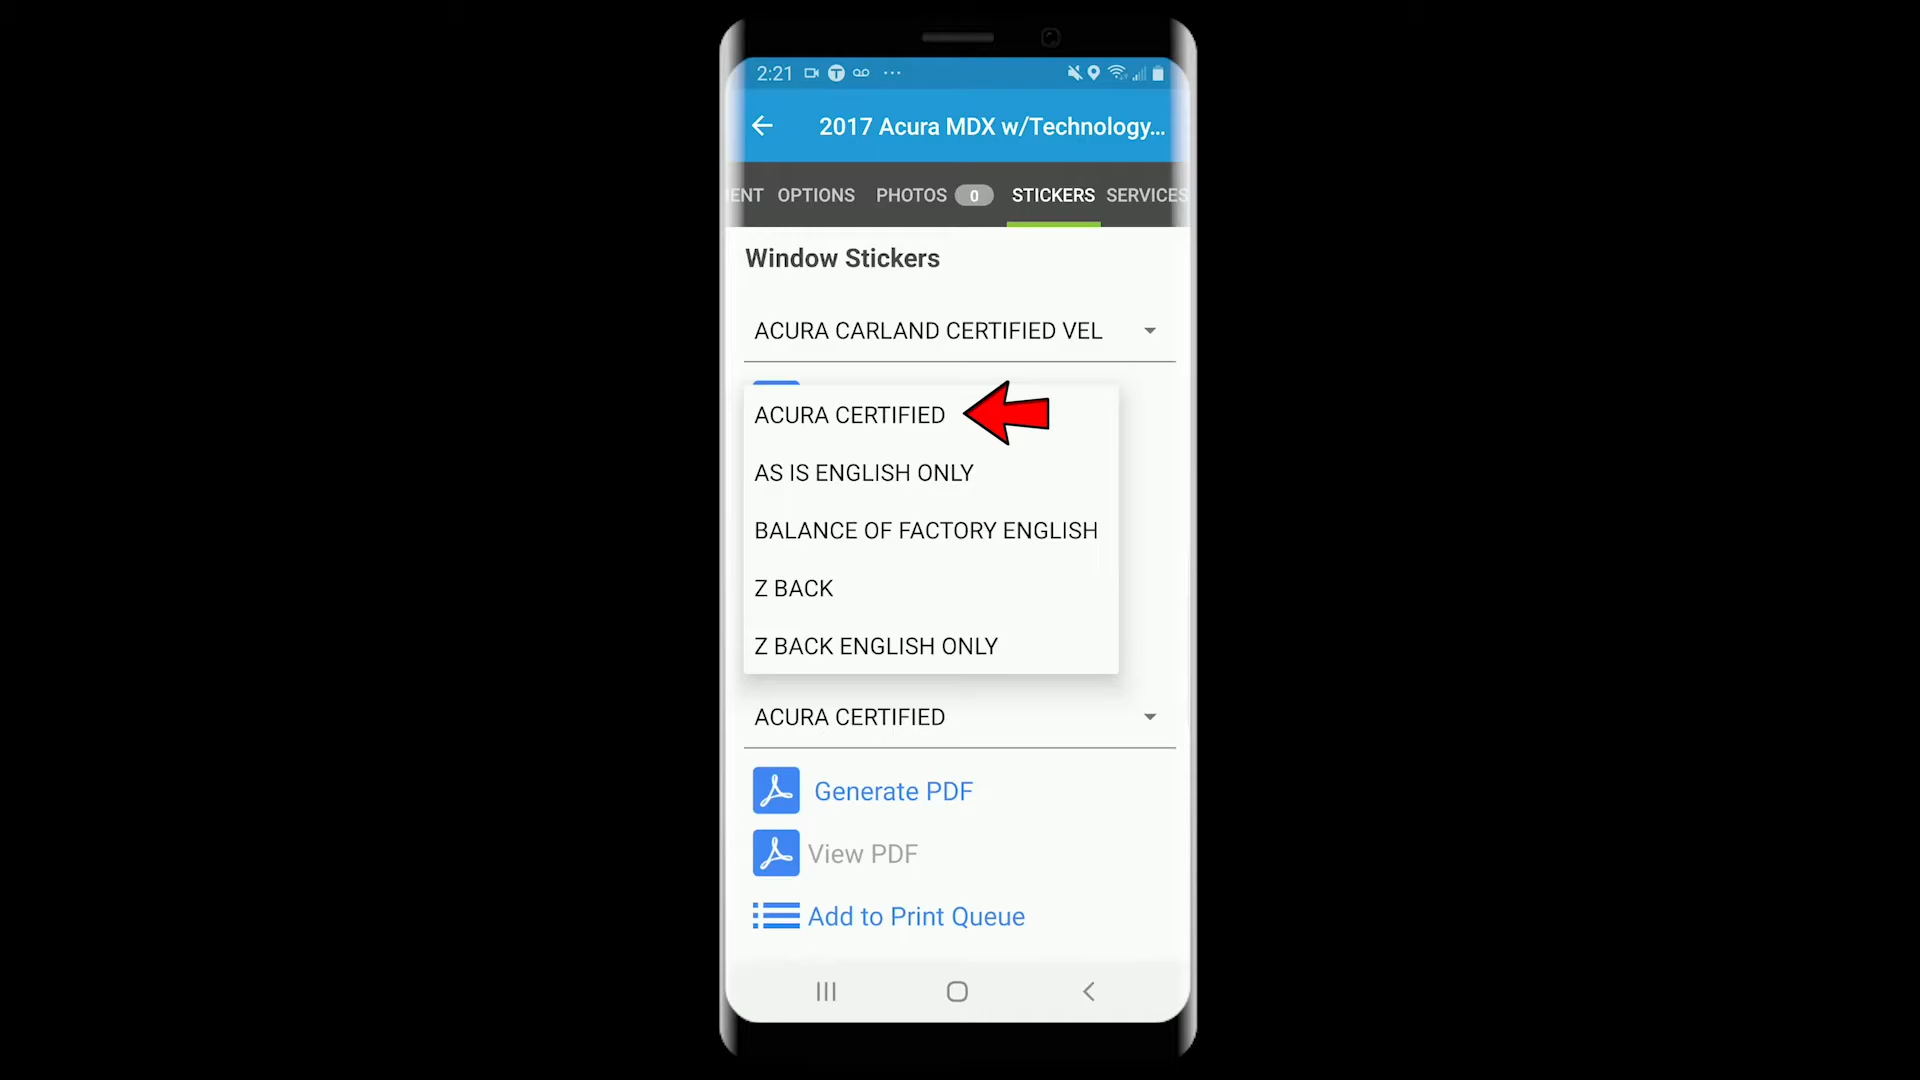 2:21
2017 Acura MDX w/Technology...
ENT OPTIONS PHOTOS 0 STICKERS SERVICES
Window Stickers
ACURA CARLAND CERTIFIED VEL
ACURA CERTIFIED
AS IS ENGLISH ONLY
BALANCE OF FACTORY ENGLISH
Z BACK
Z BACK ENGLISH ONLY
ACURA CERTIFIED
Generate PDF
View PDF
Add to Print Queue